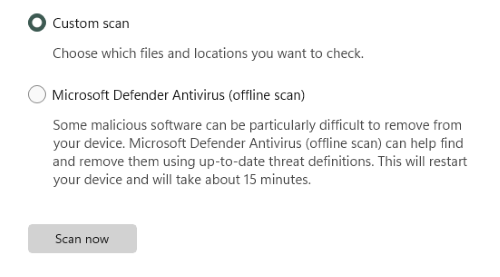 Custom scan
Choose which files and locations you want to check.
Microsoft Defender Antivirus (offline scan)
Some malicious software can be particularly difficult to remove from
your device. Microsoft Defender Antivirus (offline scan) can help find
and remove them using up-to-date threat definitions. This will restart
your device and will take about 15 minutes.
Scan now